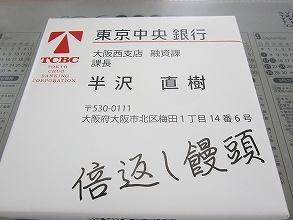 東京中央銀行
TCBC
TOKYO
CHUO
BANKING
CORPORATION
大阪西支店 融資課
課長
半沢 直樹
〒530-0111
大阪府大阪市北区梅田1丁目14番6号
倍返し饅頭